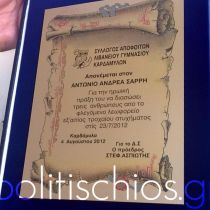 ΣΥΛΛΟΓΟΣ ΑΠΟΦΟΙΤΩΝ
ΛΙΒΑΝΕΙΟΥ ΓΥΜΝΑΣΙΟΥ
ΚΑΡΔΑΜΥΛΩΝ
Απονέμεται στον
ΑΝΤΩΝΙΟ ΑΝΔΡΕΑ ΣΑΡΡΗ
Για την ηρωική
πράξη του να διασώσει
τρεις ανθρώπους από το
φλεγόμενο λεωφορείο
εξ'αιτίας τροχαίου ατυχήματος
στις 23/7/2012
Καρδάμυλα
4 Αυγούστου 2012
Για το Δ.Σ
Ο πρόεδρος
ΣΤΕΦ ΑΣΠΙΩΤΗΣ
politischios.g